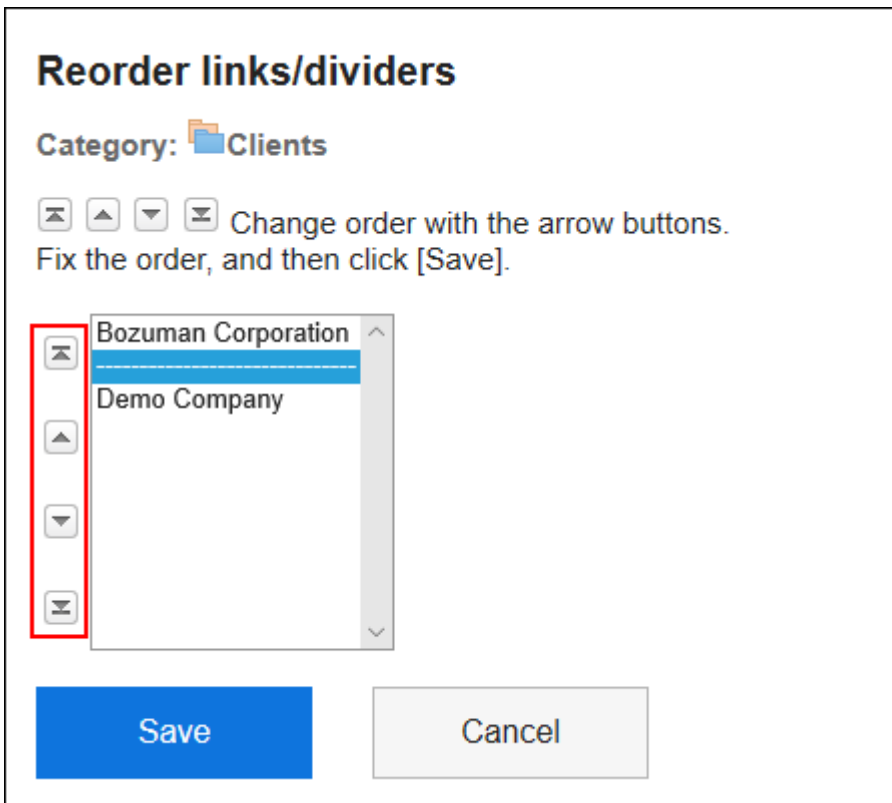 Reorder links/dividers
Category: Clients
Change order with the arrow buttons.
Fix the order, and then click [Save].
Bozuman Corporation
------------------------------
Demo Company
Save
Cancel